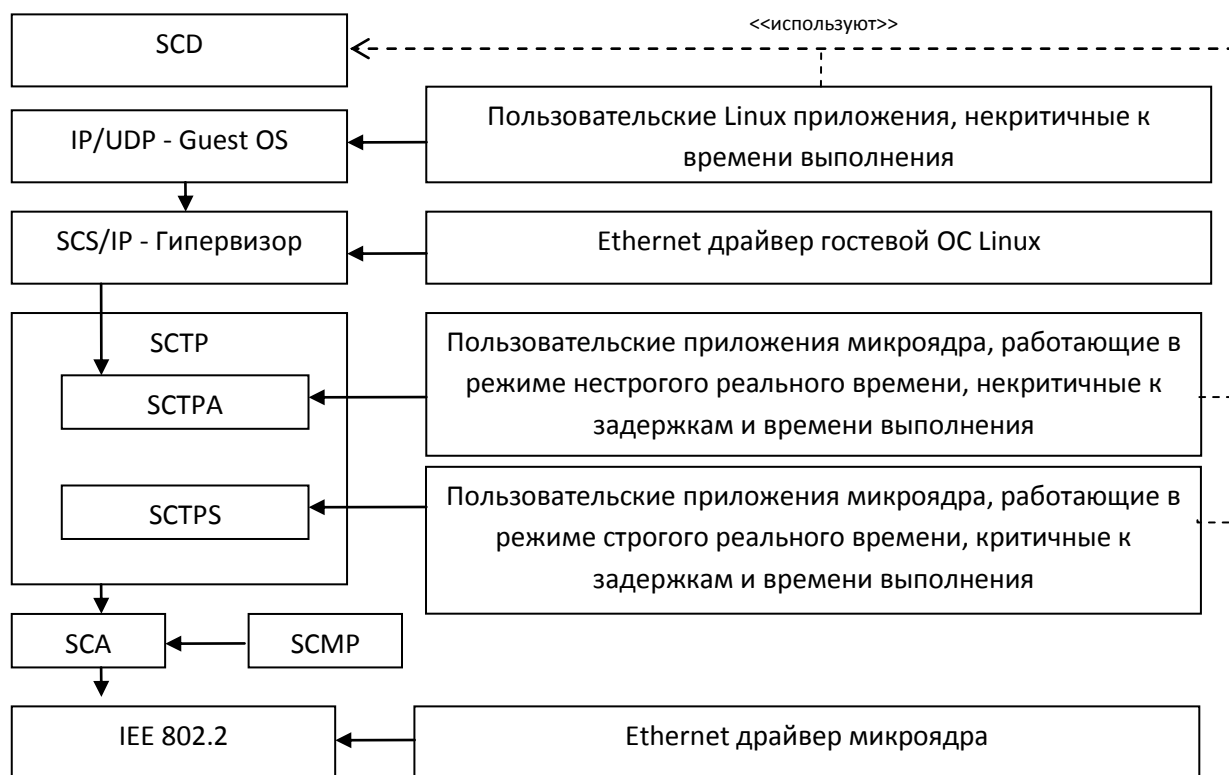 <<используют>>
SCD
IP/UDP - Guest OS
Пользовательские Linux приложения, некритичные к
времени выполнения
SCS/IP - Гипервизор
Ethernet драйвер гостевой ОС Linux
SCTP
SCTPA
Пользовательские приложения микроядра, работающие в
режиме нестрогого реального времени, некритичные к
задержкам и времени выполнения
SCTPS
Пользовательские приложения микроядра, работающие в
режиме строгого реального времени, критичные к
задержкам и времени выполнения
SCA
SCMP
IEE 802.2
Ethernet драйвер микроядра